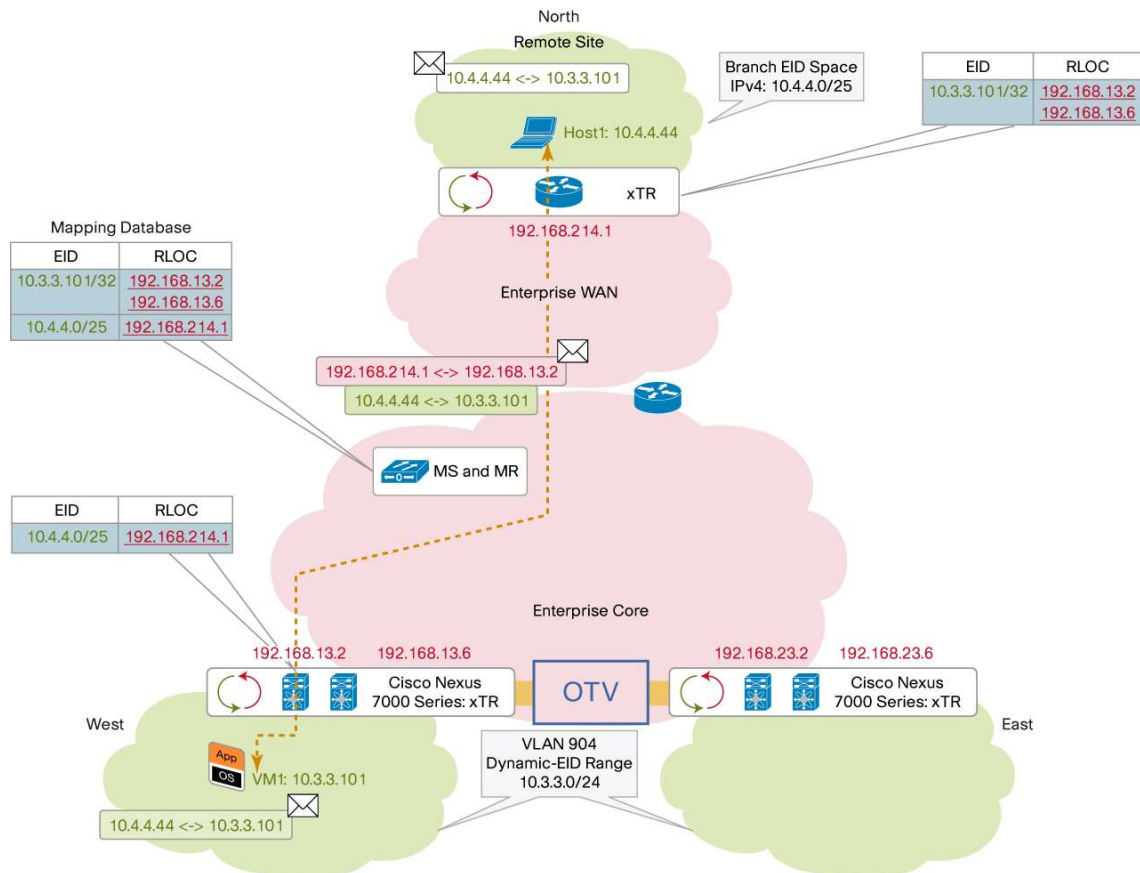 North
Remote Site
10.4.4.44 <-> 10.3.3.101
Branch EID Space
IPv4: 10.4.4.0/25
EID RLOC
10.3.3.101/32 192.168.13.2
192.168.13.6
Host1: 10.4.4.44
xTR
192.168.214.1
Mapping Database
EID RLOC
10.3.3.101/32 192.168.13.2
192.168.13.6
10.4.4.0/25 192.168.214.1
Enterprise WAN
192.168.214.1 <-> 192.168.13.2
10.4.4.44 <-> 10.3.3.101
MS and MR
EID RLOC
10.4.4.0/25 192.168.214.1
Enterprise Core
192.168.13.2 192.168.13.6
192.168.23.2 192.168.23.6
Cisco Nexus
7000 Series: xTR
OTV
Cisco Nexus
7000 Series: xTR
West
East
VLAN 904
Dynamic-EID Range
10.3.3.0/24
App
OS
VM1: 10.3.3.101
10.4.4.44 <-> 10.3.3.101